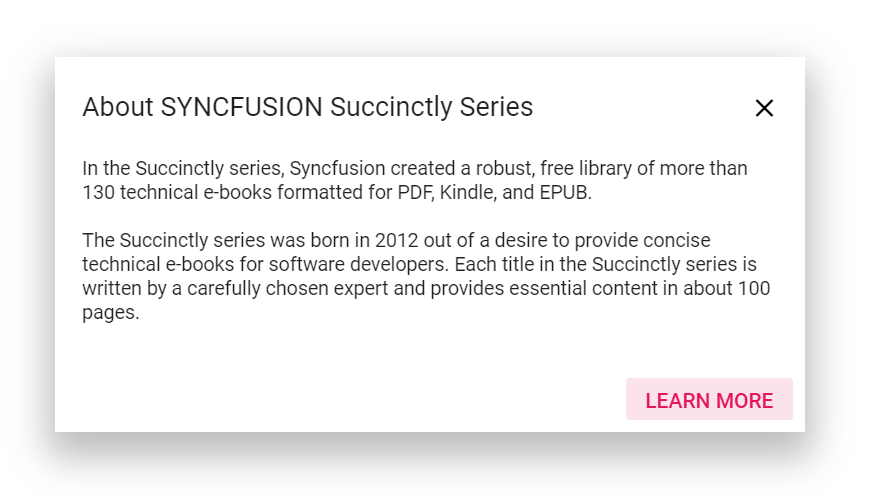 About SYNCFUSION Succinctly Series
In the Succinctly series, Syncfusion created a robust, free library of more than
130 technical e-books formatted for PDF, Kindle, and EPUB.
The Succinctly series was born in 2012 out of a desire to provide concise
technical e-books for software developers. Each title in the Succinctly series is
written by a carefully chosen expert and provides essential content in about 100
pages.
LEARN MORE